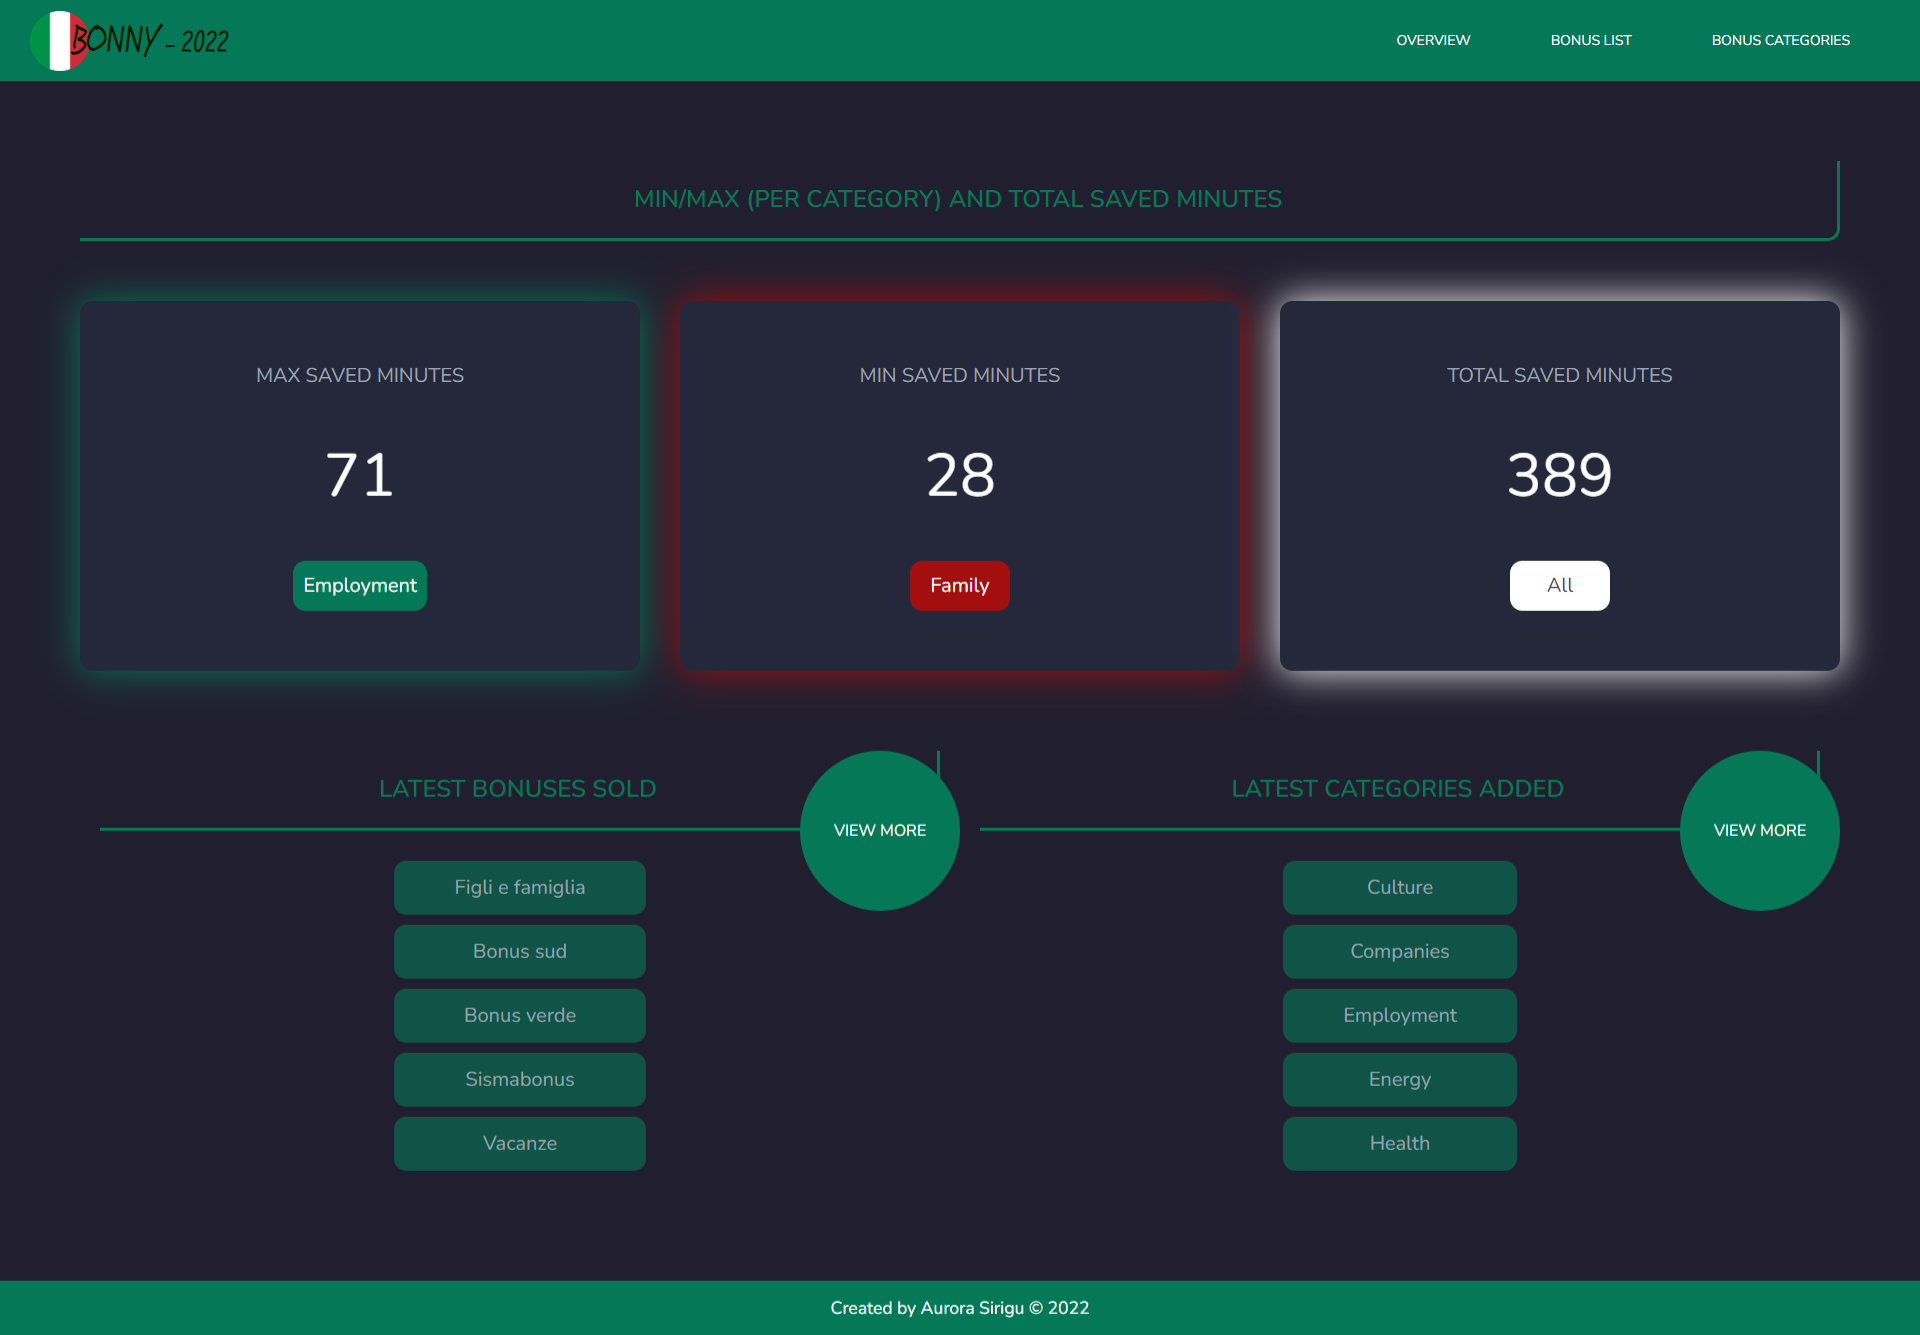 BONNY - 2022
OVERVIEW
BONUS LIST
BONUS CATEGORIES
MIN/MAX (PER CATEGORY) AND TOTAL SAVED MINUTES
MAX SAVED MINUTES
71
Employment
MIN SAVED MINUTES
28
Family
TOTAL SAVED MINUTES
389
All
LATEST BONUSES SOLD
VIEW MORE
Figli e famiglia
Bonus sud
Bonus verde
Sismabonus
Vacanze
LATEST CATEGORIES ADDED
VIEW MORE
Culture
Companies
Employment
Energy
Health
Created by Aurora Sirigu © 2022